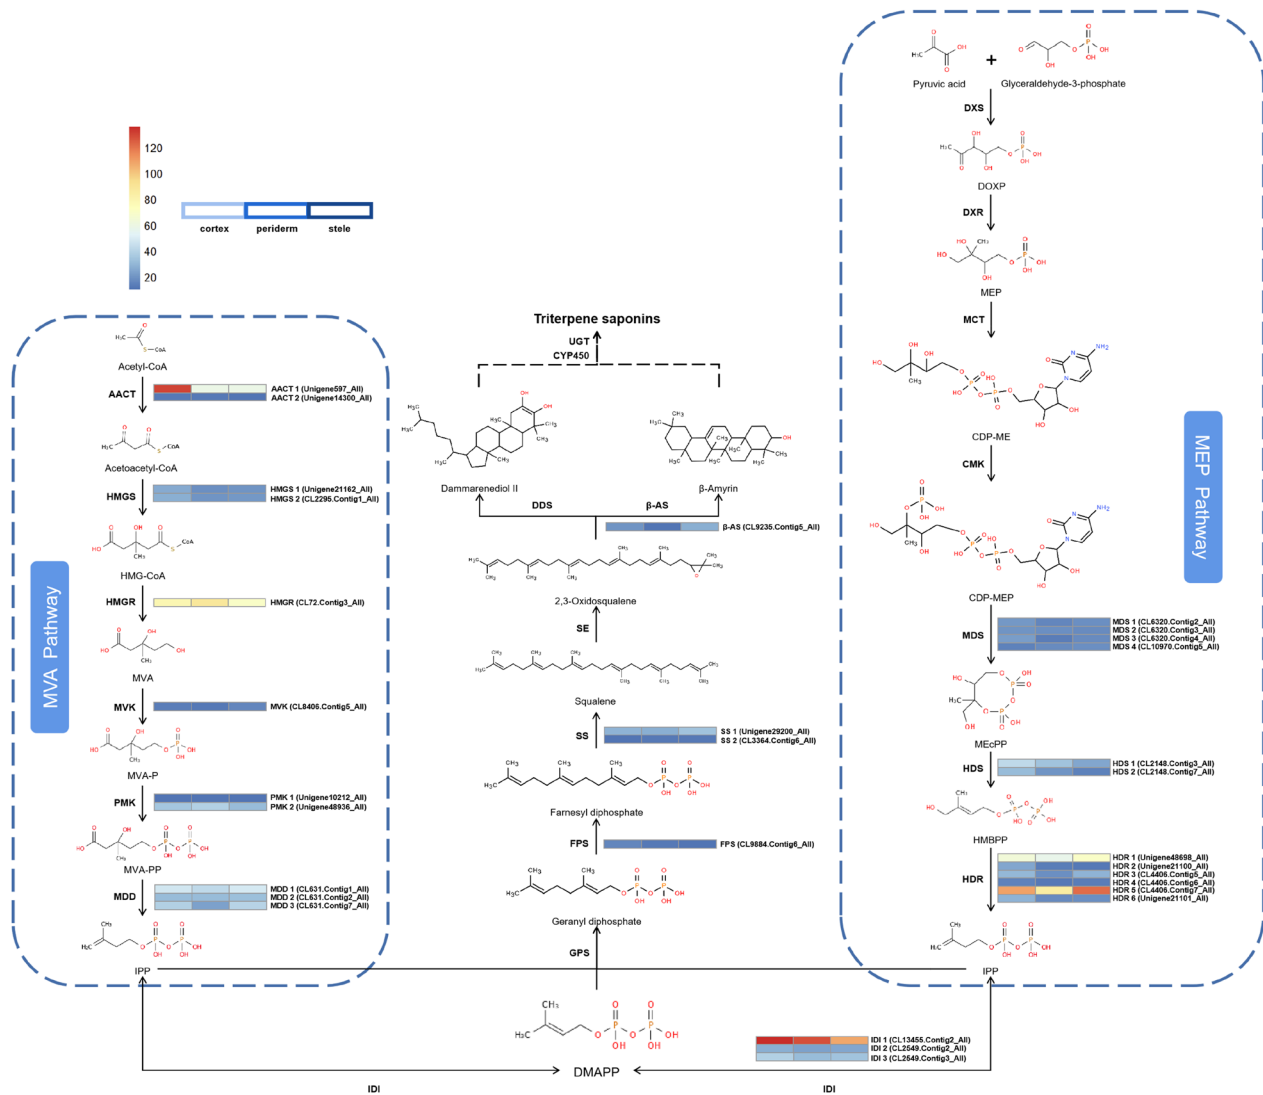 120
100
80
60
40
20
cortex periderm stele
MVA Pathway
Acetyl-CoA
AACT
AACT 1 (Unigene597_All)
AACT 2 (Unigene14300_All)
Acetoacetyl-CoA
HMGS
HMGS 1 (Unigene21162_All)
HMGS 2 (CL2295.Contig1_All)
HMG-CoA
HMGR
HMGR (CL72.Contig3_All)
MVA
MVK
MVK (CL8406.Contig5_All)
MVA-P
PMK
PMK 1 (Unigene10212_All)
PMK 2 (Unigene48936_All)
MVA-PP
MDD
MDD 1 (CL631.Contig1_All)
MDD 2 (CL631.Contig2_All)
MDD 3 (CL631.Contig7_All)
IPP
Triterpene saponins
UGT
CYP450
Dammarenediol II
β-Amyrin
DDS
β-AS
β-AS (CL9235.Contig5_All)
2,3-Oxidosqualene
SE
Squalene
SS
SS 1 (Unigene29200_All)
SS 2 (CL3364.Contig6_All)
Farnesyl diphosphate
FPS
FPS (CL9884.Contig6_All)
Geranyl diphosphate
GPS
DMAPP
IDI
IDI
IDI 1 (CL13455.Contig2_All)
IDI 2 (CL2549.Contig2_All)
IDI 3 (CL2549.Contig3_All)
MEP Pathway
Pyruvic acid + Glyceraldehyde-3-phosphate
DXS
DOXP
DXR
MEP
MCT
CDP-ME
CMK
CDP-MEP
MDS
MDS 1 (CL6320.Contig2_All)
MDS 2 (CL6320.Contig3_All)
MDS 3 (CL6320.Contig4_All)
MDS 4 (CL10970.Contig5_All)
MEcPP
HDS
HDS 1 (CL2148.Contig3_All)
HDS 2 (CL2148.Contig7_All)
HMBPP
HDR
HDR 1 (Unigene48698_All)
HDR 2 (Unigene21100_All)
HDR 3 (CL4406.Contig5_All)
HDR 4 (CL4406.Contig6_All)
HDR 5 (CL4406.Contig7_All)
HDR 6 (Unigene21101_All)
IPP